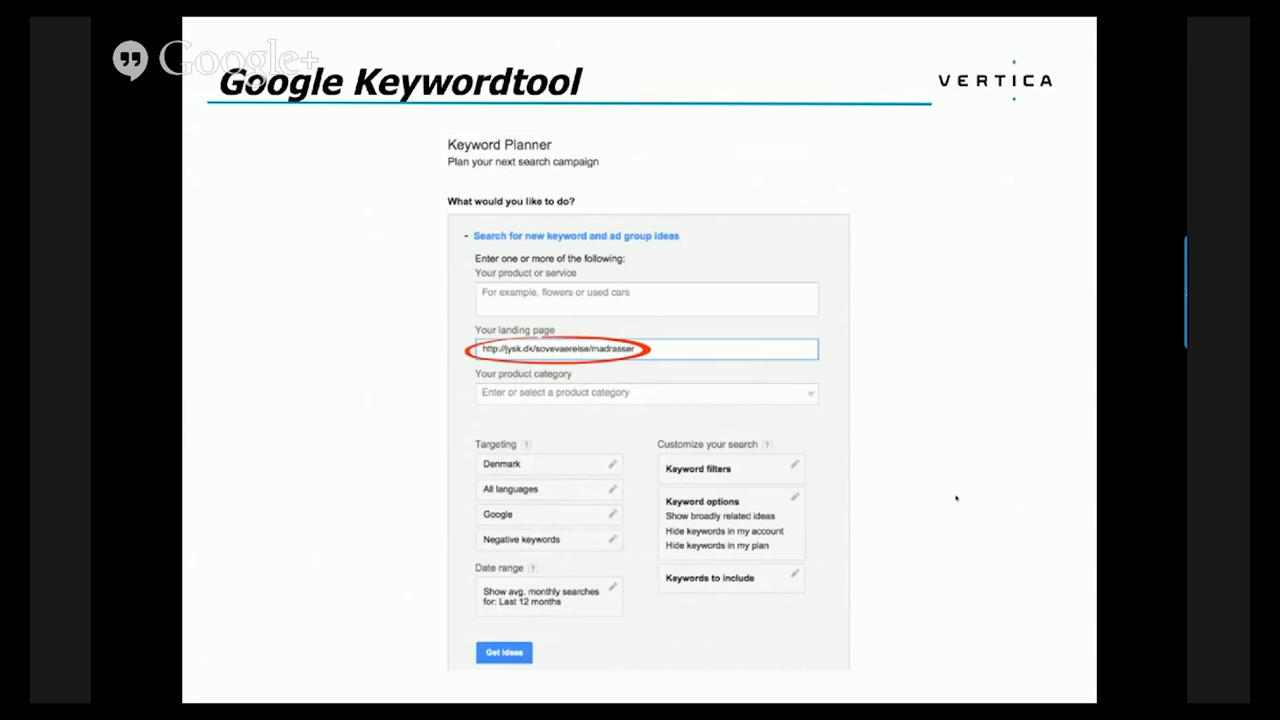 Google+
Google Keywordtool
VERTICA
Keyword Planner
Plan your next search campaign
What would you like to do?
Search for new keyword and ad group ideas
Enter one or more of the following:
Your product or service
For example, flowers or used cars
Your landing page
http://jysk.dk/sovevaerelse/madrasser
Your product category
Enter or select a product category
Targeting ?
Denmark
All languages
Google
Negative keywords
Date range ?
Show avg. monthly searches
for: Last 12 months
Customize your search ?
Keyword filters
Keyword options
Show broadly related ideas
Hide keywords in my account
Hide keywords in my plan
Keywords to include
Get ideas